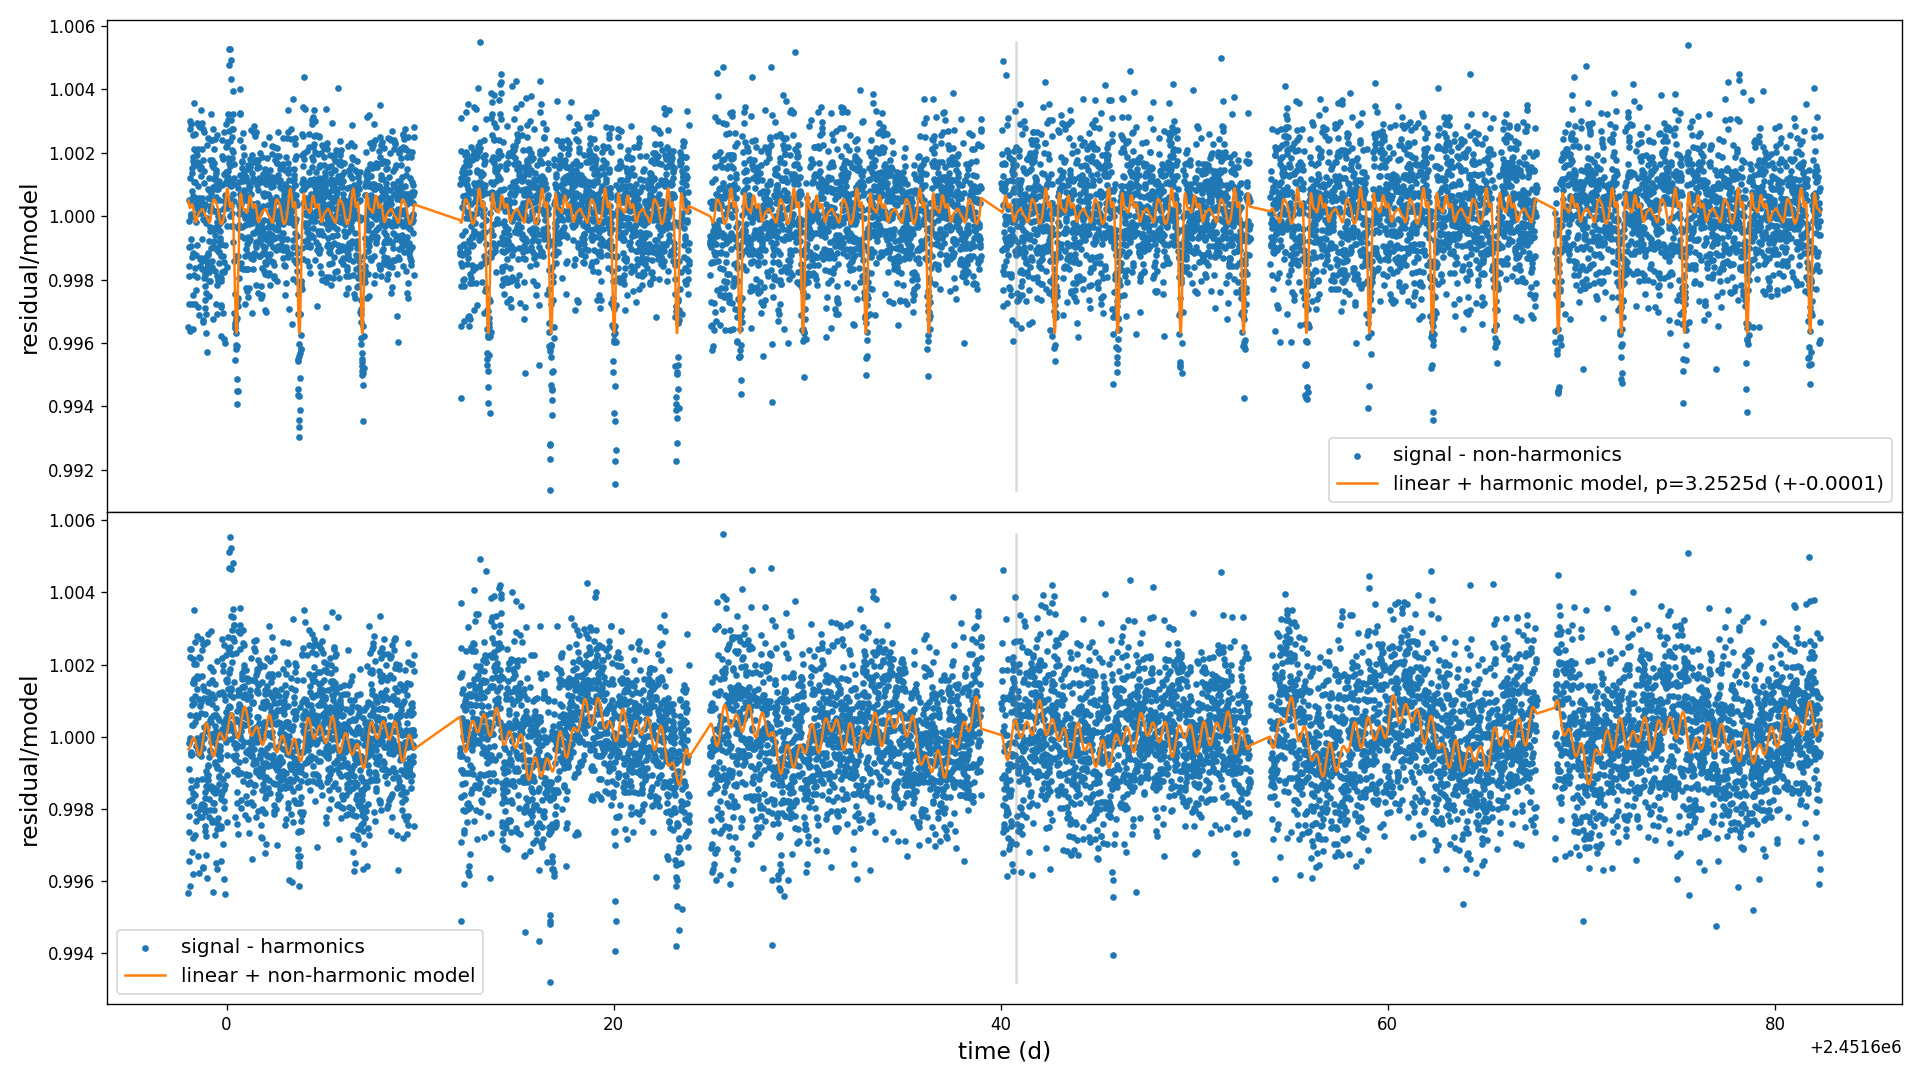 1.006
1.004
1.002
1.000
0.998
0.996
0.994
0.992
residual/model
signal - non-harmonics
linear + harmonic model, p=3.2525d (+-0.0001)
1.006
1.004
1.002
1.000
0.998
0.996
0.994
residual/model
signal - harmonics
linear + non-harmonic model
0 20 40 60 80
time (d)
+2.4516e6